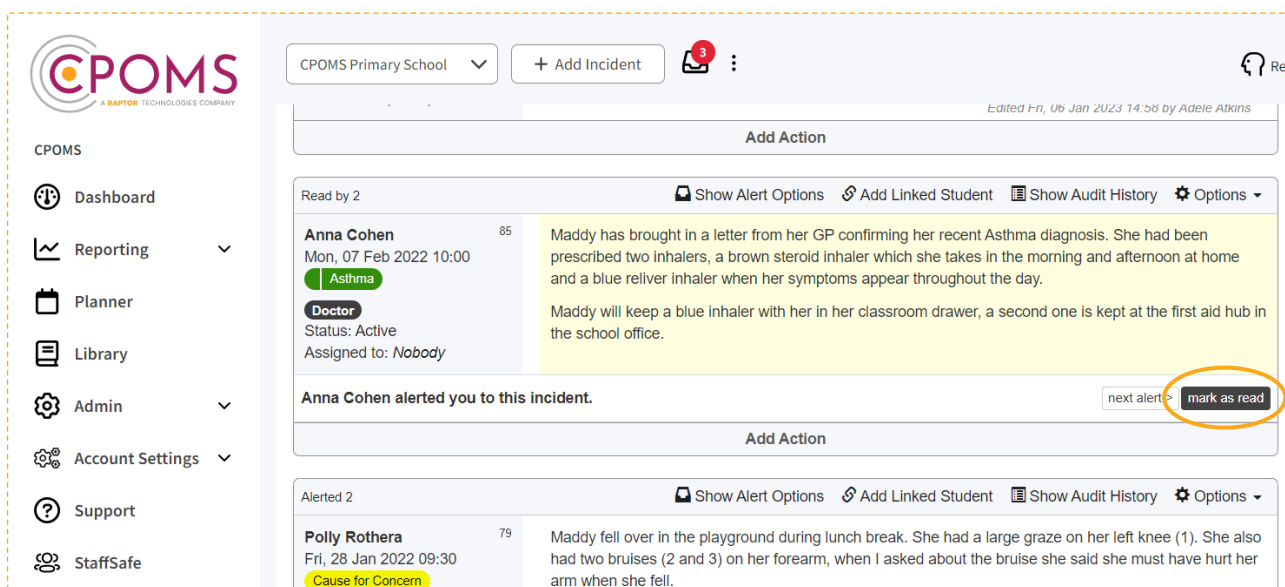 CPOMS
A RAPTOR TECHNOLOGIES COMPANY
CPOMS
Dashboard
Reporting
Planner
Library
Admin
Account Settings
Support
StaffSafe
CPOMS Primary School
+ Add Incident
3
Re
Edited Fri, 06 Jan 2023 14:58 by Adele Atkins
Add Action
Read by 2
Show Alert Options Add Linked Student Show Audit History Options
Anna Cohen 85
Mon, 07 Feb 2022 10:00
Asthma
Doctor
Status: Active
Assigned to: Nobody
Maddy has brought in a letter from her GP confirming her recent Asthma diagnosis. She had been
prescribed two inhalers, a brown steroid inhaler which she takes in the morning and afternoon at home
and a blue reliver inhaler when her symptoms appear throughout the day.
Maddy will keep a blue inhaler with her in her classroom drawer, a second one is kept at the first aid hub in
the school office.
Anna Cohen alerted you to this incident.
next alert > mark as read
Add Action
Alerted 2
Show Alert Options Add Linked Student Show Audit History Options
Polly Rothera 79
Fri, 28 Jan 2022 09:30
Cause for Concern
Maddy fell over in the playground during lunch break. She had a large graze on her left knee (1). She also
had two bruises (2 and 3) on her forearm, when I asked about the bruise she said she must have hurt her
arm when she fell.